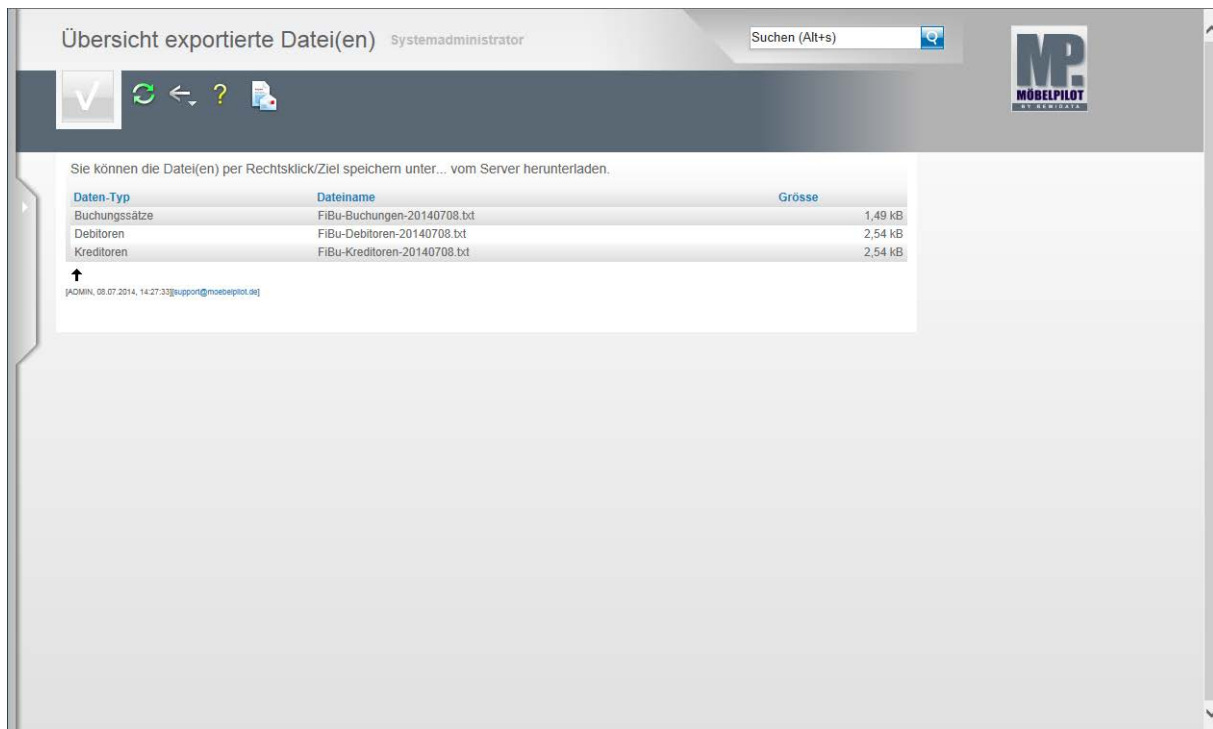 Übersicht exportierte Datei(en) Systemadministrator
Suchen (Alt+s)
MP.
MÖBELPILOT
BY GEMIDATA
Sie können die Datei(en) per Rechtsklick/Ziel speichern unter... vom Server herunterladen.
Daten-Typ Dateiname Grösse
Buchungssätze FiBu-Buchungen-20140708.txt 1,49 kB
Debitoren FiBu-Debitoren-20140708.txt 2,54 kB
Kreditoren FiBu-Kreditoren-20140708.txt 2,54 kB
[ADMIN, 08.07.2014, 14:27:33][support@moebelpilot.de]